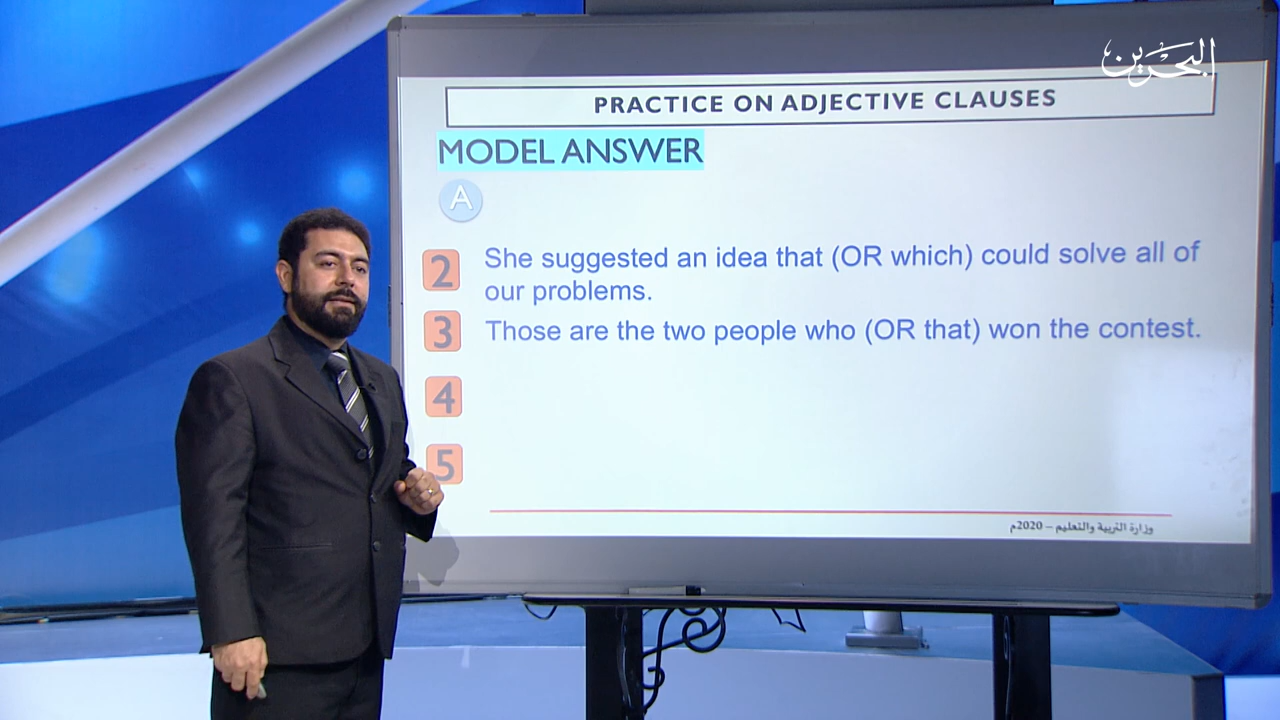 البحرين
PRACTICE ON ADJECTIVE CLAUSES
MODEL ANSWER
A
2 She suggested an idea that (OR which) could solve all of
our problems.
3 Those are the two people who (OR that) won the contest.
4
5
وزارة التربية والتعليم – 2020م